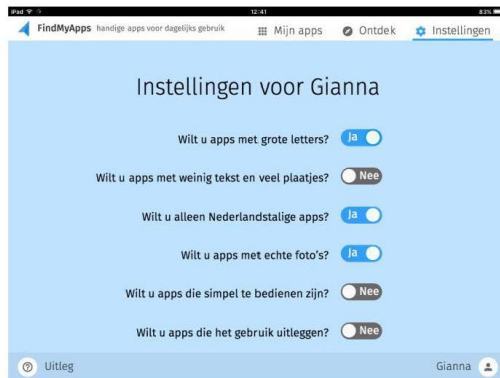 iPad 12:41 83%
FindMyApps handige apps voor dagelijks gebruik Mijn apps Ontdek Instellingen
Instellingen voor Gianna
Wilt u apps met grote letters? Ja
Wilt u apps met weinig tekst en veel plaatjes? Nee
Wilt u alleen Nederlandstalige apps? Ja
Wilt u apps met echte foto's? Ja
Wilt u apps die simpel te bedienen zijn? Nee
Wilt u apps die het gebruik uitleggen? Nee
? Uitleg Gianna